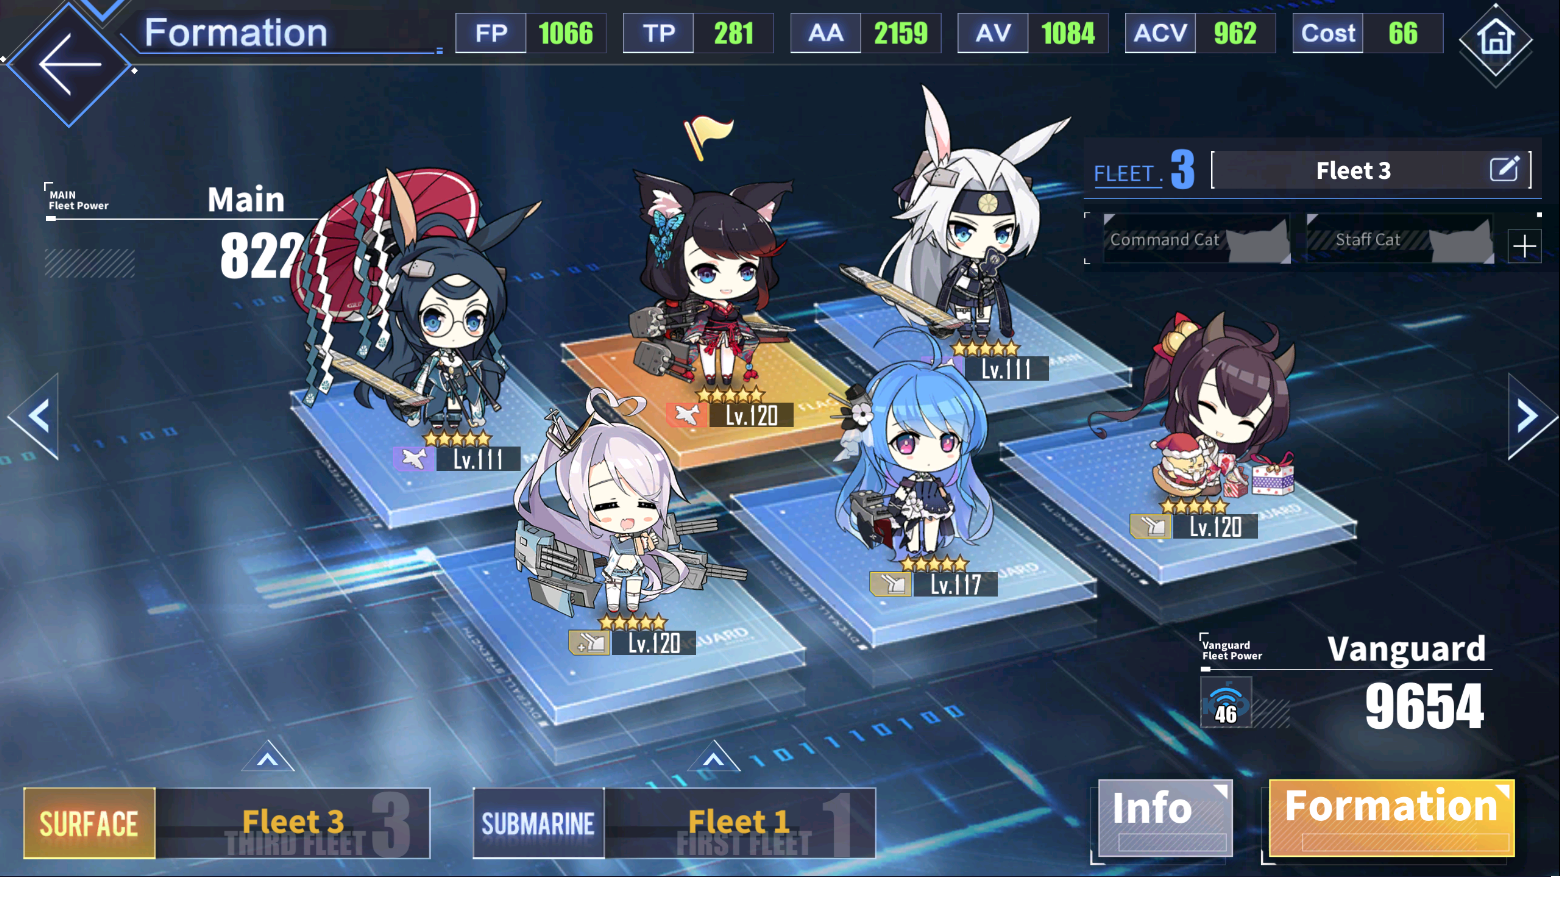 Formation
FP 1066
TP 281
AA 2159
AV 1084
ACV 962
Cost 66
MAIN
Fleet Power
Main
822
FLEET. 3
Fleet 3
Command Cat
Staff Cat
Lv.111
Lv.120
Lv.111
Lv.120
Lv.117
Lv.120
Vanguard
Fleet Power
Vanguard
46
9654
SURFACE
Fleet 3
THIRD FLEET 3
SUBMARINE
Fleet 1
FIRST FLEET 1
Info
Formation